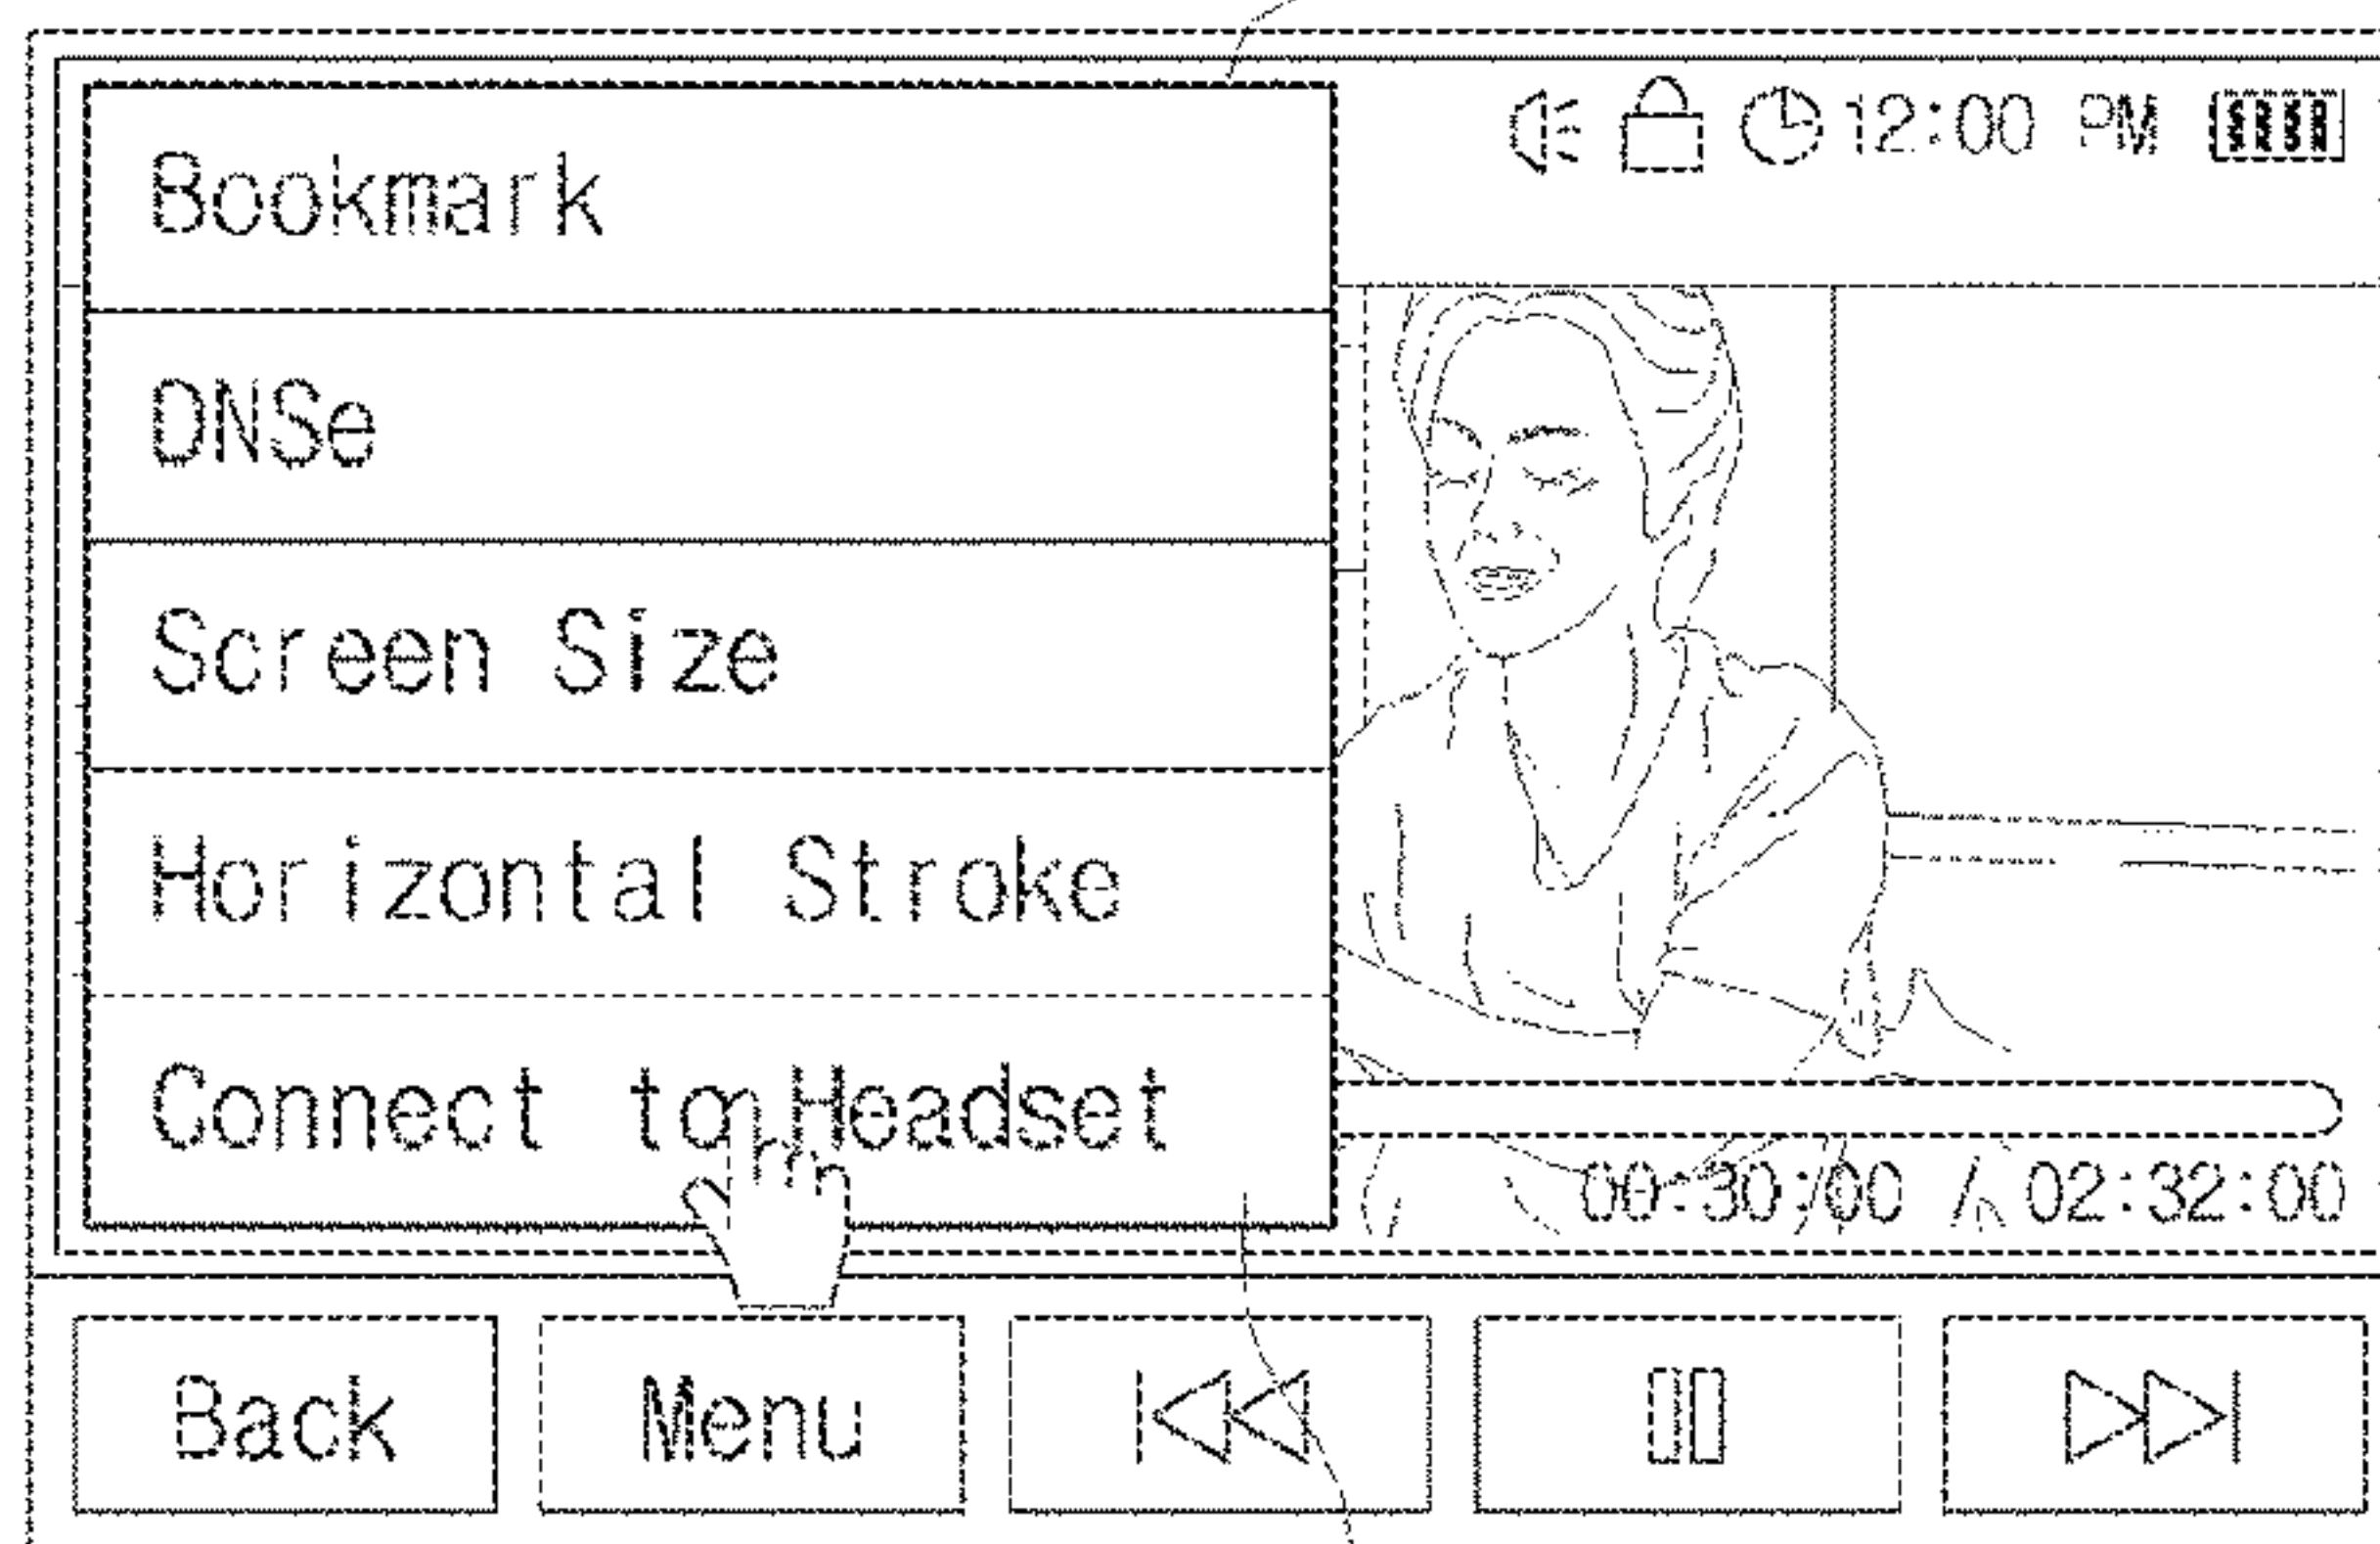 12:00 PM
Bookmark
DNSe
Screen Size
Horizontal Stroke
Connect to Headset
00:30:00 / 02:32:00
Back
Menu